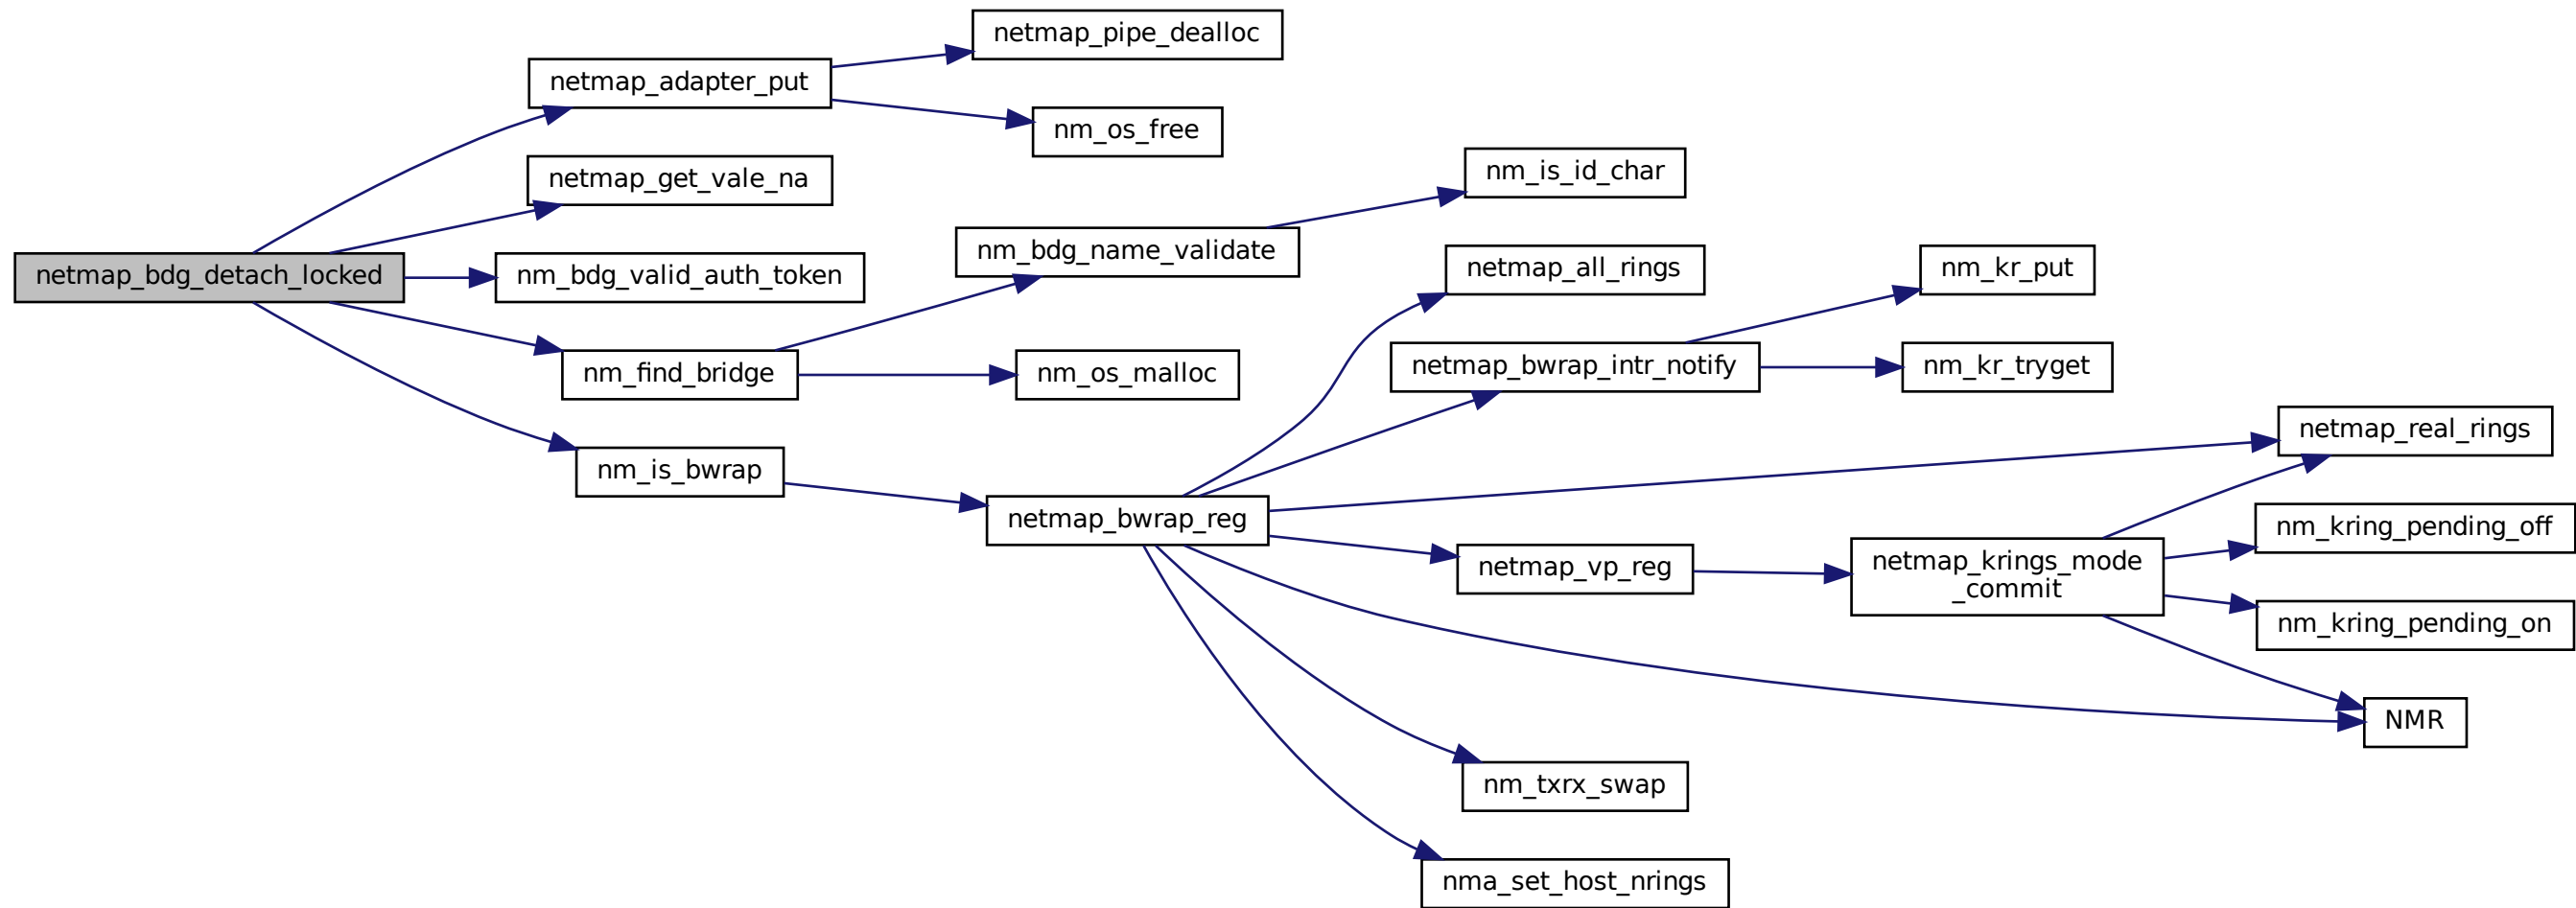 netmap_pipe_dealloc
netmap_adapter_put
nm_os_free
nm_is_id_char
netmap_get_vale_na
nm_bdg_name_validate
netmap_all_rings
nm_kr_put
netmap_bdg_detach_locked
nm_bdg_valid_auth_token
nm_find_bridge
nm_os_malloc
netmap_bwrap_intr_notify
nm_kr_tryget
netmap_real_rings
nm_is_bwrap
netmap_bwrap_reg
nm_kring_pending_off
netmap_vp_reg
netmap_krings_mode
_commit
nm_kring_pending_on
NMR
nm_txrx_swap
nma_set_host_nrings